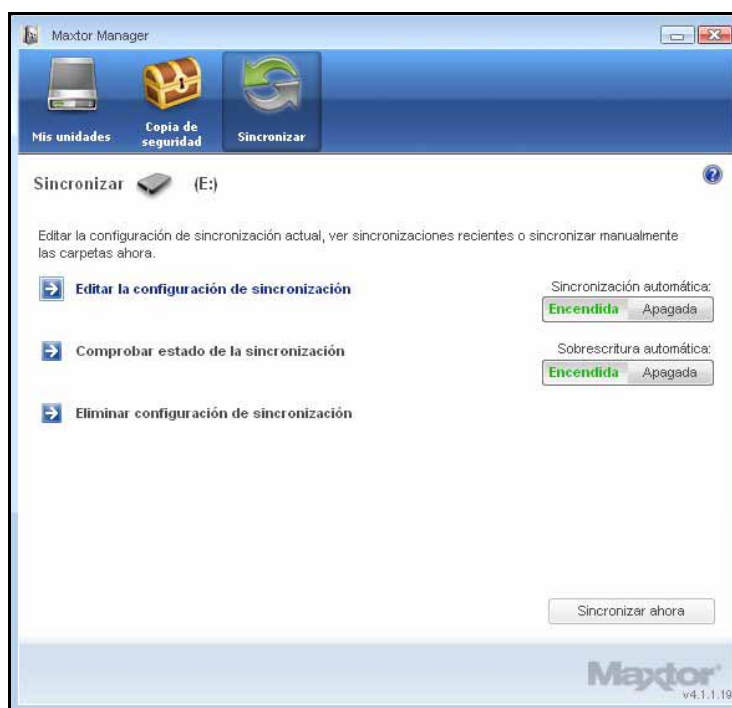 Maxtor Manager
Mis unidades
Copia de
seguridad
Sincronizar
Sincronizar (E:)
Editar la configuración de sincronización actual, ver sincronizaciones recientes o sincronizar manualmente
las carpetas ahora.
Editar la configuración de sincronización
Sincronización automática:
Encendida Apagada
Comprobar estado de la sincronización
Sobrescritura automática:
Encendida Apagada
Eliminar configuración de sincronización
Sincronizar ahora
Maxtor
v4.1.1.19